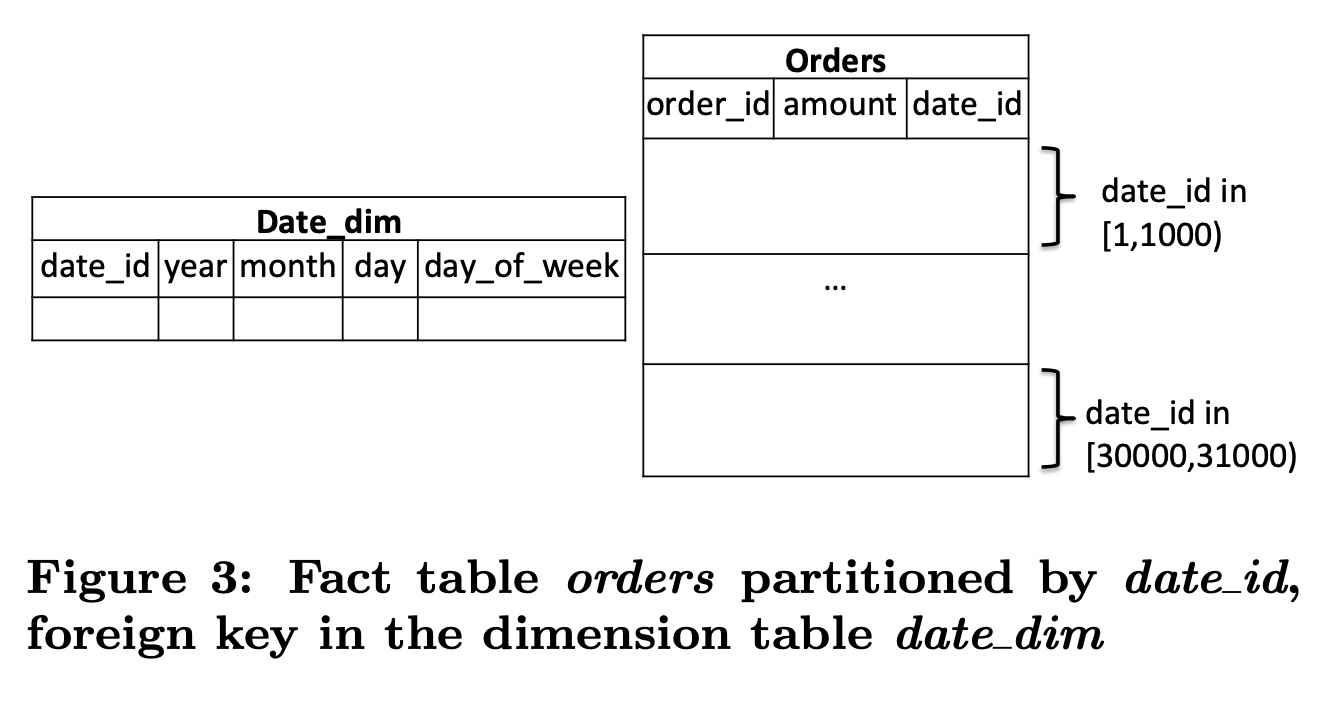 Orders
order_id amount date_id
date_id in
[1,1000)
Date_dim
date_id year month day day_of_week
...
date_id in
[30000,31000)
Figure 3: Fact table orders partitioned by date_id,
foreign key in the dimension table date_dim